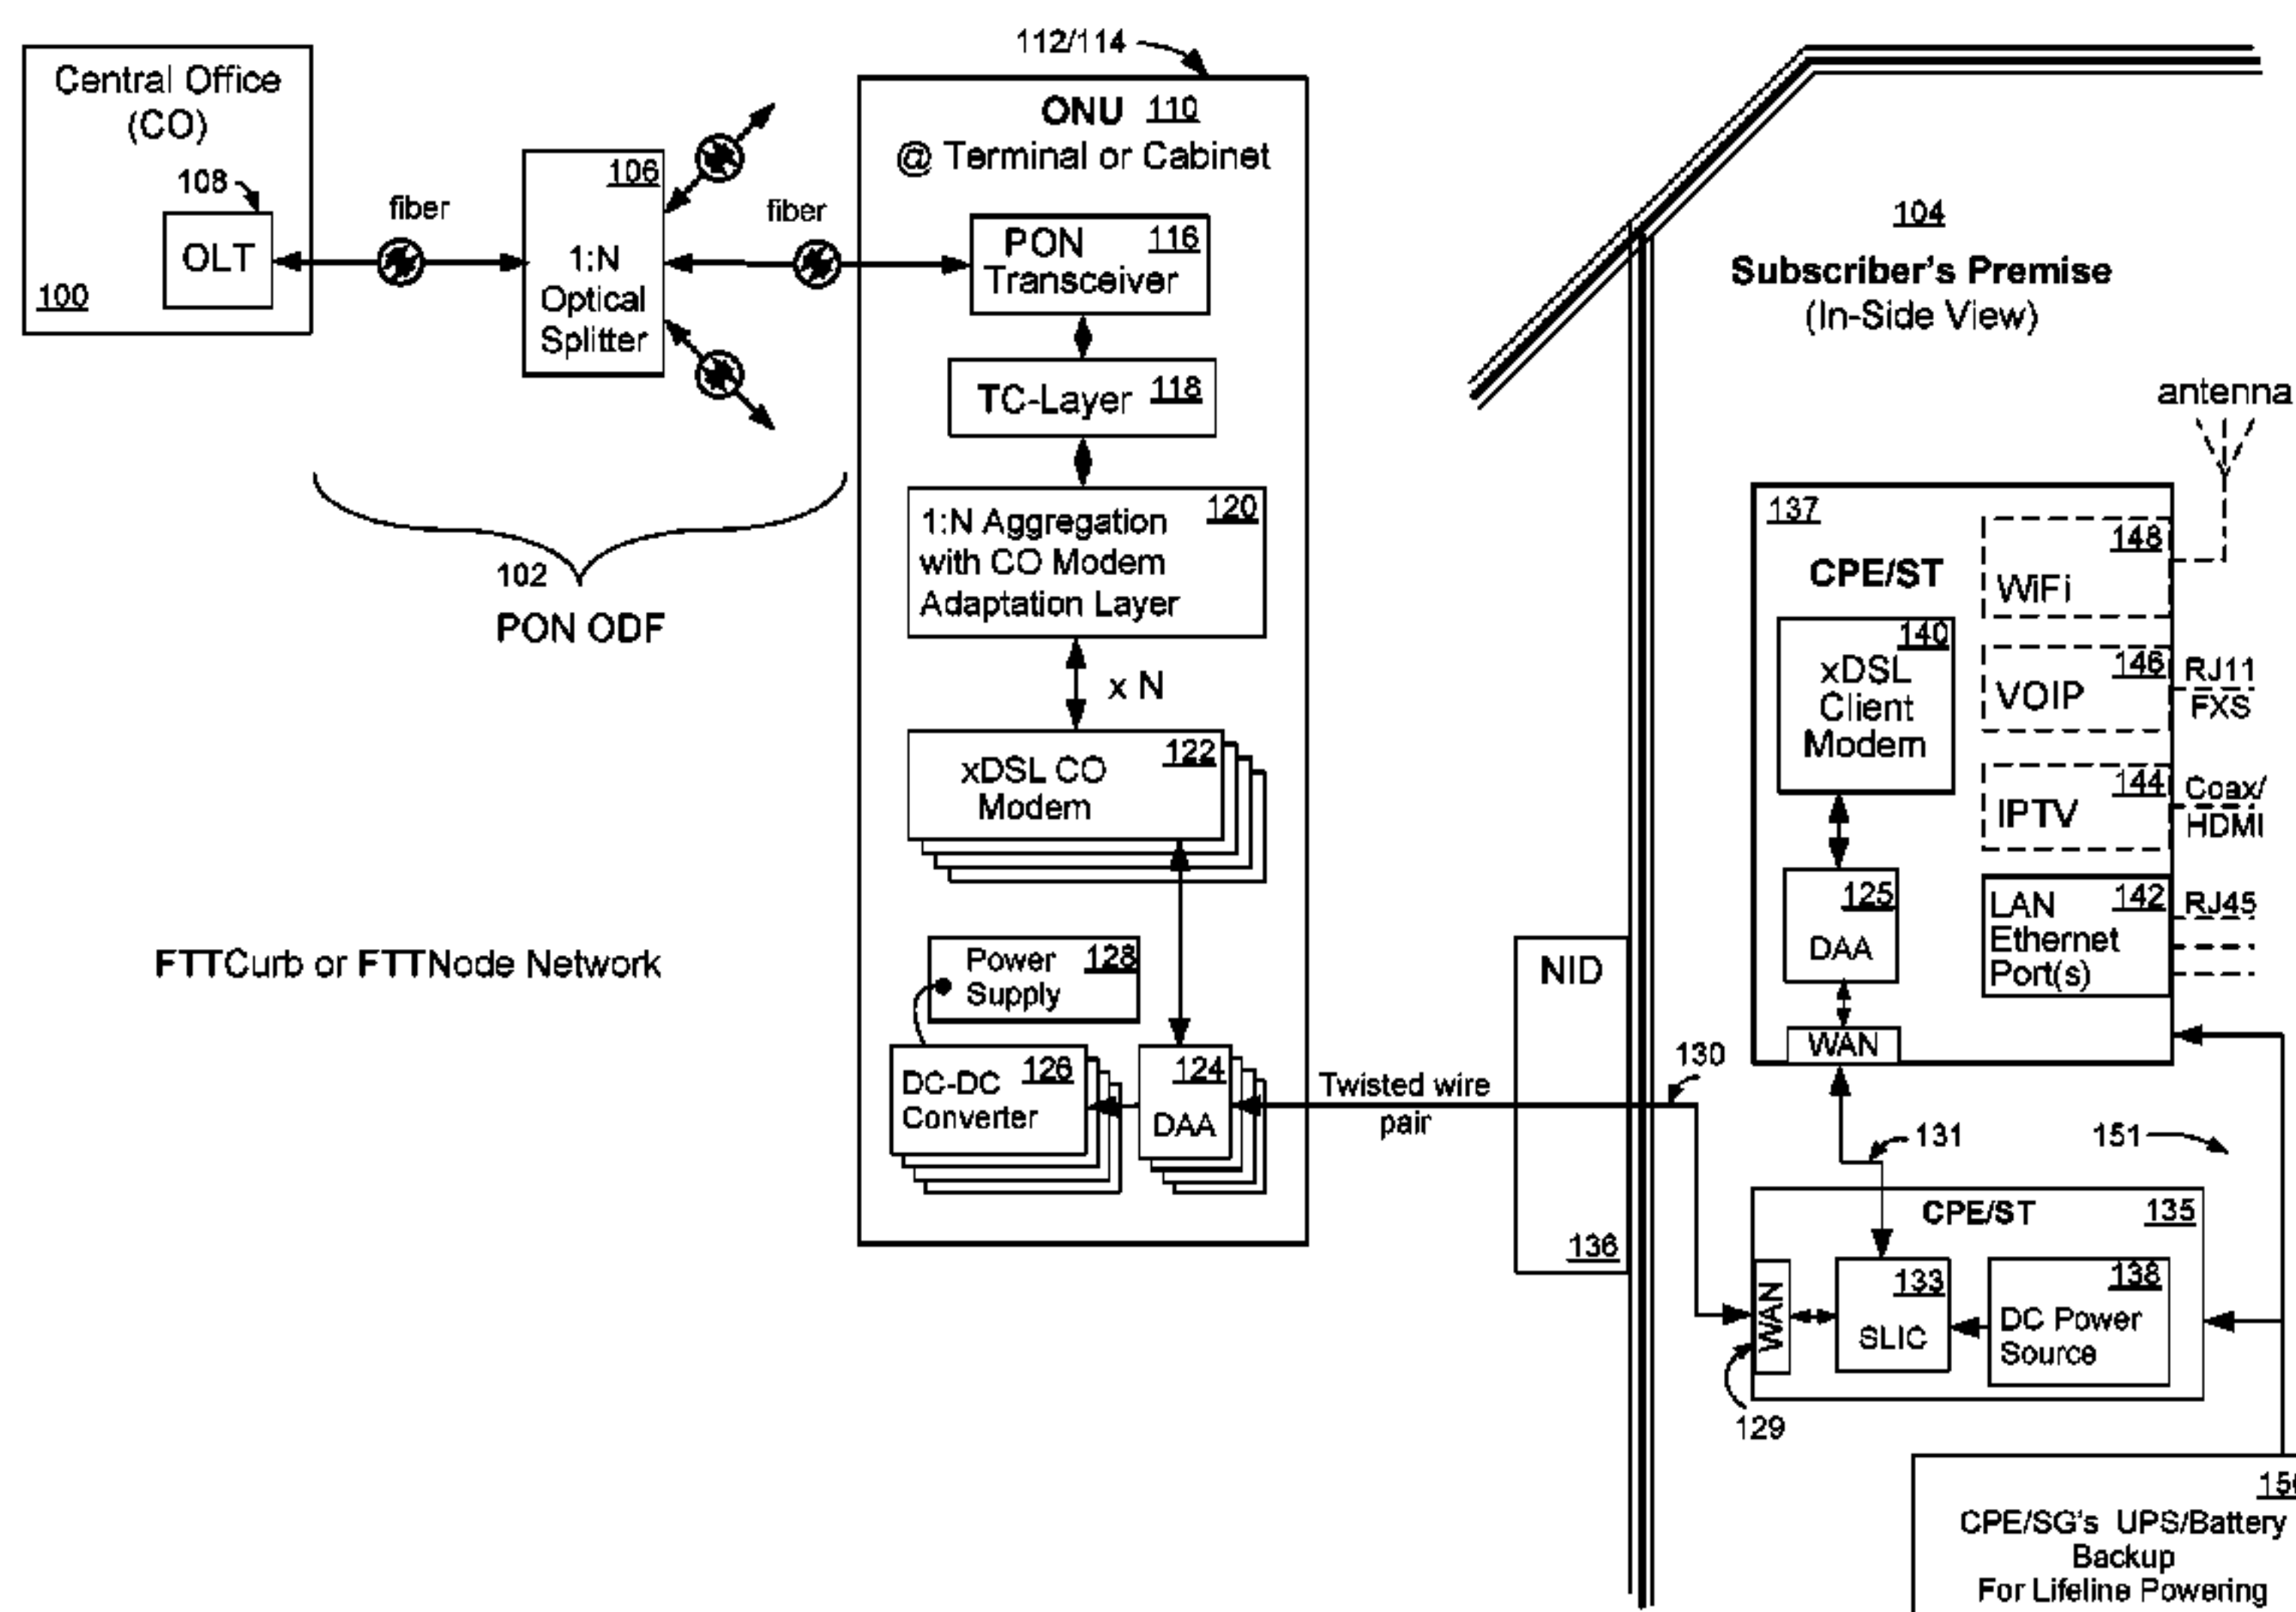 Central Office
(CO)
108
OLT
100
fiber
106
1:N
Optical
Splitter
fiber
102
PON ODF
FTTCurb or FTTNode Network
112/114
ONU 110
@ Terminal or Cabinet
PON 116
Transceiver
TC-Layer 118
120
1:N Aggregation
with CO Modem
Adaptation Layer
x N
xDSL CO 122
Modem
Power 128
Supply
DC-DC 126
Converter
124
DAA
Twisted wire
pair
NID
136
130
104
Subscriber's Premise
(In-Side View)
antenna
137
CPE/ST
148
WiFi
140
xDSL
Client
Modem
146
VOIP
RJ11
FXS
144
IPTV
Coax/
HDMI
125
DAA
LAN 142
Ethernet
Port(s)
RJ45
WAN
131
151
CPE/ST 135
WAN
133
SLIC
138
DC Power
Source
129
CPE/SG's UPS/Battery
Backup
For Lifeline Powering